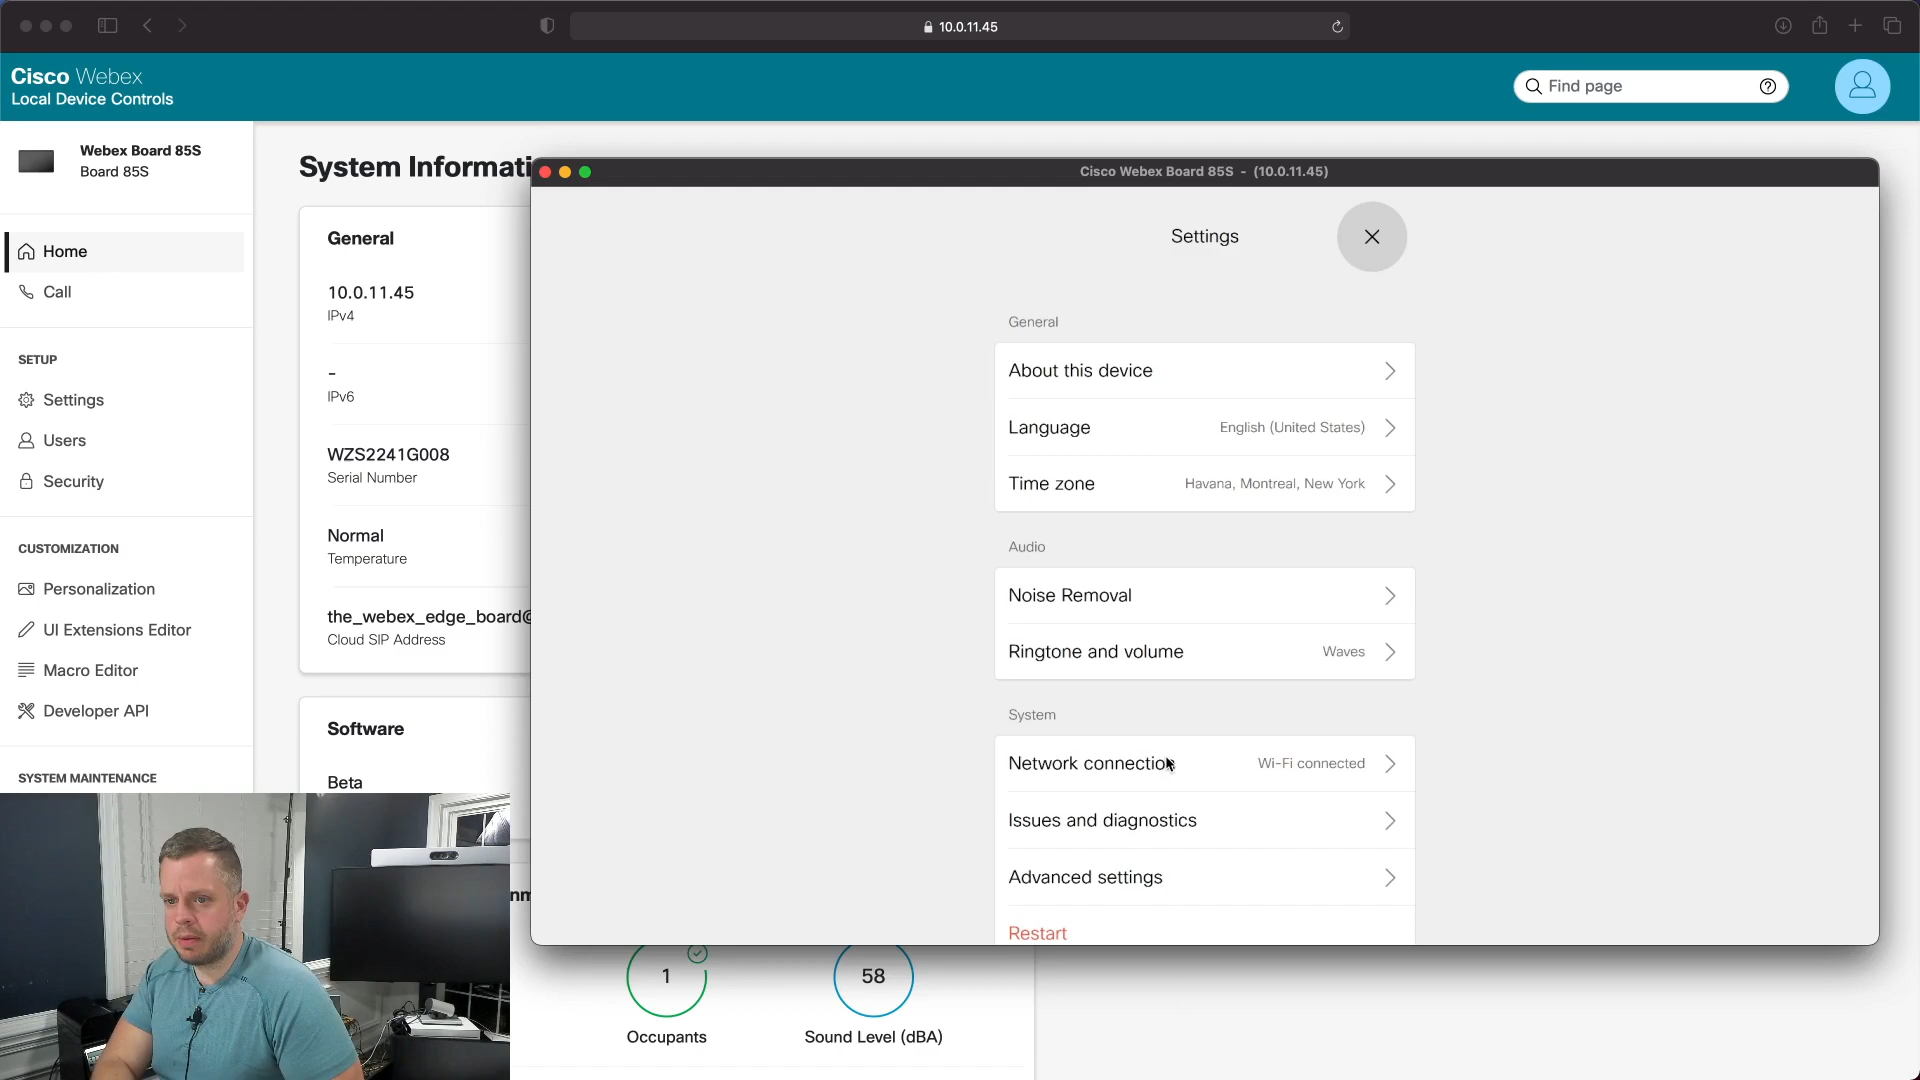 10.0.11.45
Cisco Webex
Local Device Controls
Find page
Webex Board 85S
Board 85S
Home
Call
SETUP
Settings
Users
Security
CUSTOMIZATION
Personalization
UI Extensions Editor
Macro Editor
Developer API
SYSTEM MAINTENANCE
System Informati
General
10.0.11.45
IPv4
-
IPv6
WZS2241G008
Serial Number
Normal
Temperature
the_webex_edge_board@
Cloud SIP Address
Software
Beta
nm
1
Occupants
58
Sound Level (dBA)
Cisco Webex Board 85S - (10.0.11.45)
Settings
General
About this device
Language English (United States)
Time zone Havana, Montreal, New York
Audio
Noise Removal
Ringtone and volume Waves
System
Network connection Wi-Fi connected
Issues and diagnostics
Advanced settings
Restart